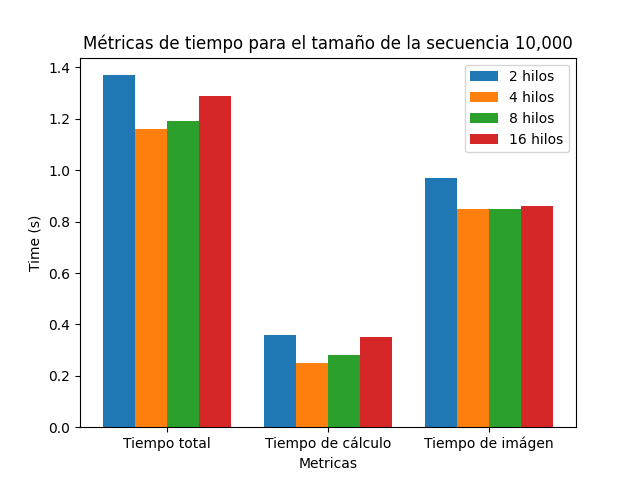 Métricas de tiempo para el tamaño de la secuencia 10,000
1.4
1.2
1.0
0.8
0.6
0.4
0.2
0.0
Time (s)
2 hilos
4 hilos
8 hilos
16 hilos
Tiempo total
Tiempo de cálculo
Tiempo de imágen
Metricas